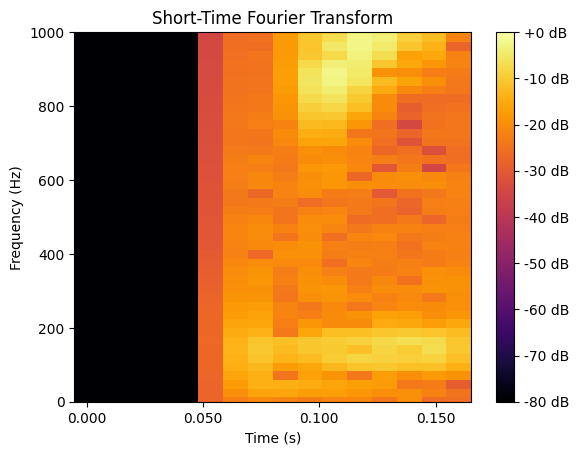 Short-Time Fourier Transform
Frequency (Hz)
1000
800
600
400
200
0
0.000
0.050
0.100
0.150
Time (s)
+0 dB
-10 dB
-20 dB
-30 dB
-40 dB
-50 dB
-60 dB
-70 dB
-80 dB